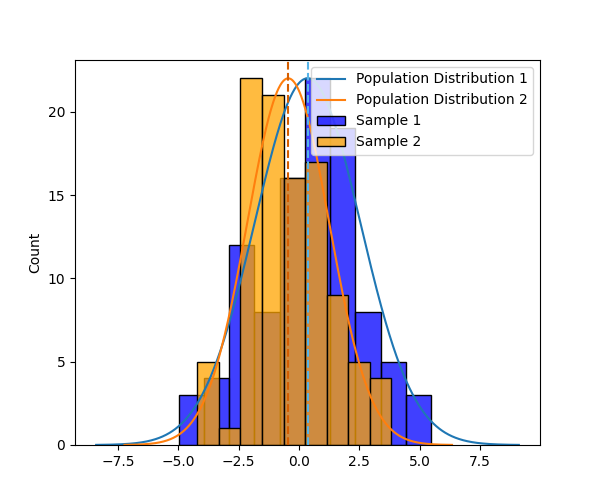 Population Distribution 1
Population Distribution 2
Sample 1
Sample 2
Count
20
15
10
5
0
−7.5 −5.0 −2.5 0.0 2.5 5.0 7.5